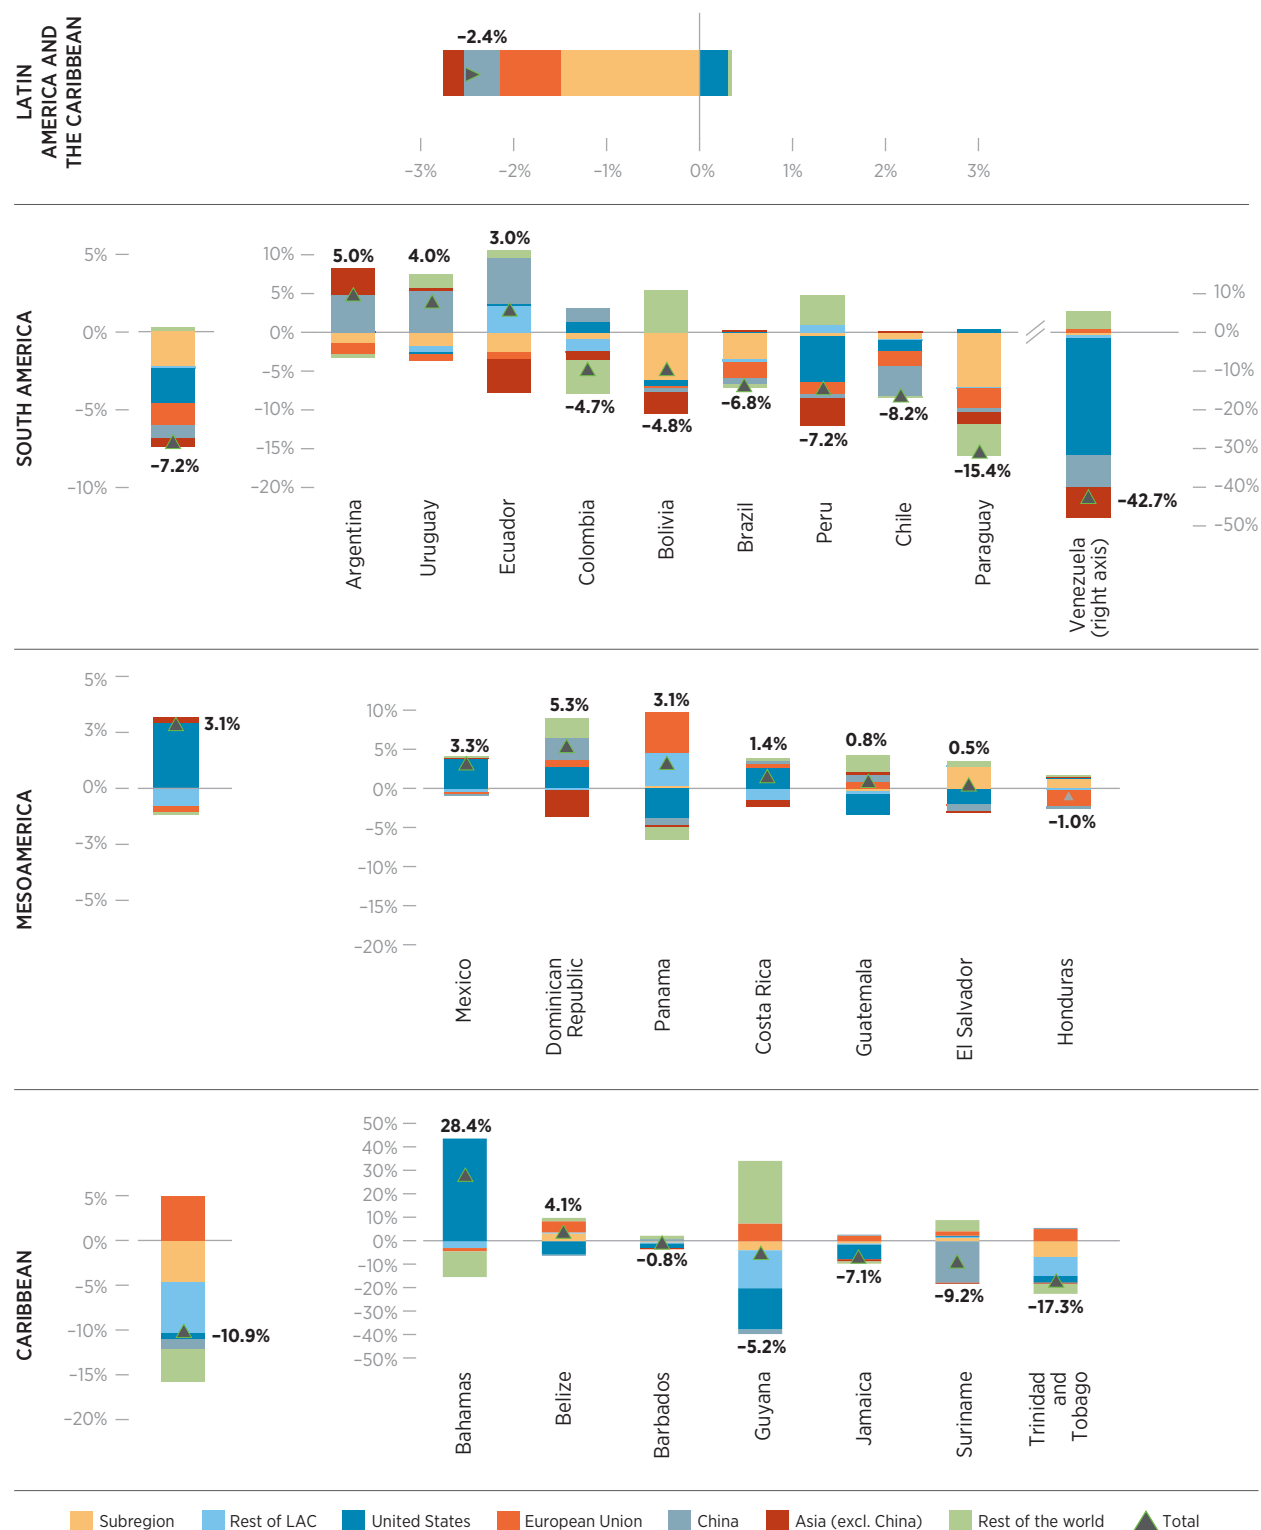 LATIN
AMERICA AND
THE CARIBBEAN
−2.4%
−3% −2% −1% 0% 1% 2% 3%
SOUTH AMERICA
5%
0%
−5%
−10%
−7.2%
10%
5%
0%
−5%
−10%
−15%
−20%
5.0%
4.0%
3.0%
−4.7%
−4.8%
−6.8%
−7.2%
−8.2%
−15.4%
−42.7%
10%
0%
−10%
−20%
−30%
−40%
−50%
Argentina
Uruguay
Ecuador
Colombia
Bolivia
Brazil
Peru
Chile
Paraguay
Venezuela
(right axis)
MESOAMERICA
5%
3%
0%
−3%
−5%
3.1%
10%
5%
0%
−5%
−10%
−15%
−20%
3.3%
5.3%
3.1%
1.4%
0.8%
0.5%
−1.0%
Mexico
Dominican
Republic
Panama
Costa Rica
Guatemala
El Salvador
Honduras
CARIBBEAN
5%
0%
−5%
−10%
−15%
−20%
−10.9%
50%
40%
30%
20%
10%
0%
−10%
−20%
−30%
−40%
−50%
28.4%
4.1%
−0.8%
−5.2%
−7.1%
−9.2%
−17.3%
Bahamas
Belize
Barbados
Guyana
Jamaica
Suriname
Trinidad
and
Tobago
Subregion Rest of LAC United States European Union China Asia (excl. China) Rest of the world Total